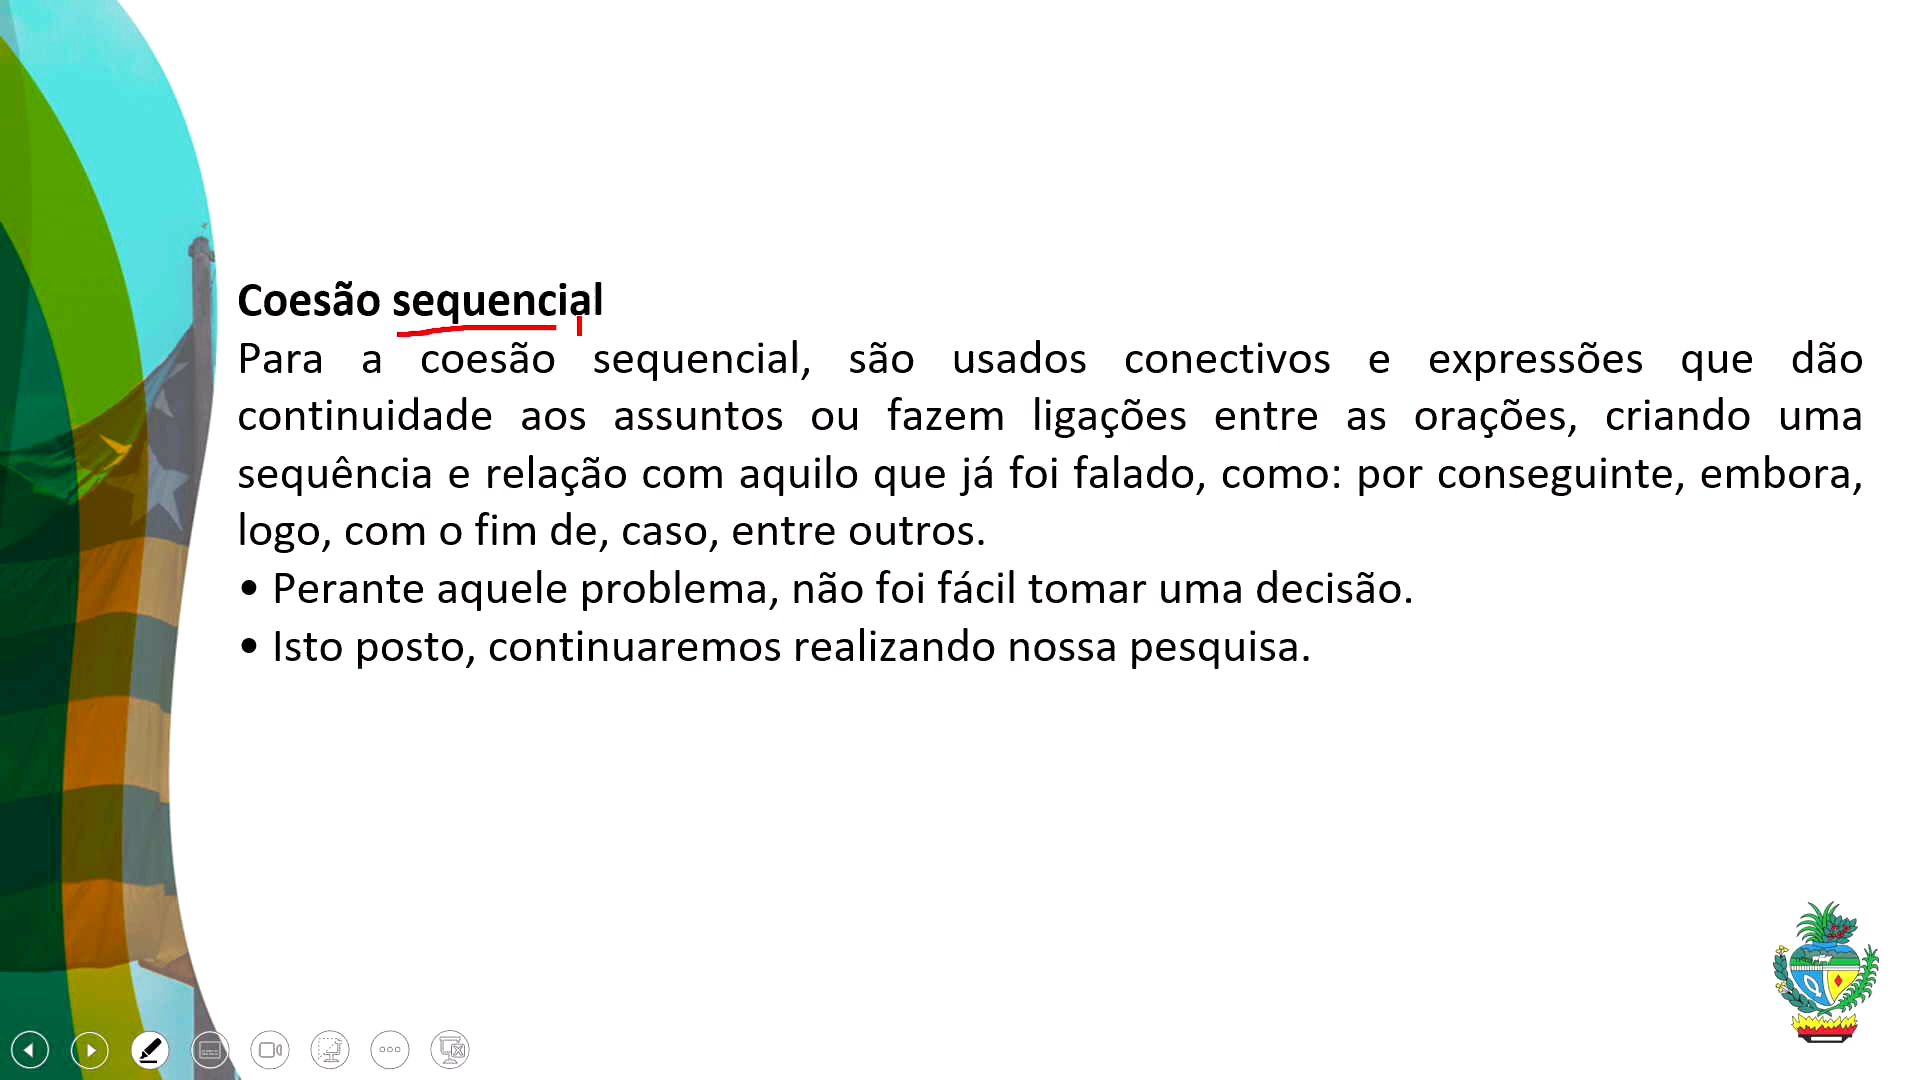 Coesão sequencial
Para a coesão sequencial, são usados conectivos e expressões que dão
continuidade aos assuntos ou fazem ligações entre as orações, criando uma
sequência e relação com aquilo que já foi falado, como: por conseguinte, embora,
logo, com o fim de, caso, entre outros.
• Perante aquele problema, não foi fácil tomar uma decisão.
• Isto posto, continuaremos realizando nossa pesquisa.